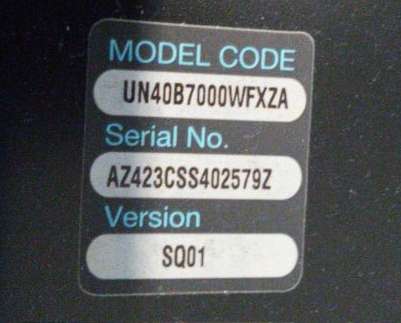 MODEL CODE
UN40B7000WFXZA
Serial No.
AZ423CSS402579Z
Version
SQ01